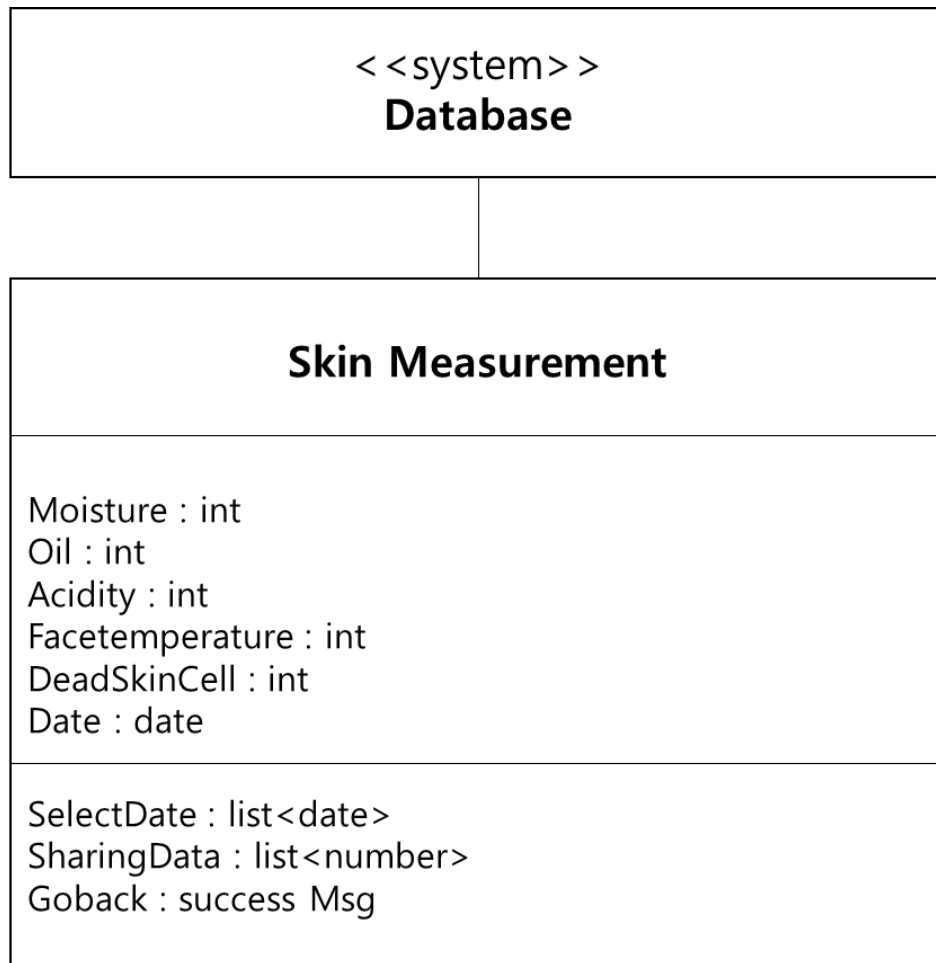 <<system>>
Database
Skin Measurement
Moisture : int
Oil : int
Acidity : int
Facetemperature : int
DeadSkinCell : int
Date : date
SelectDate : list<date>
SharingData : list<number>
Goback : success Msg